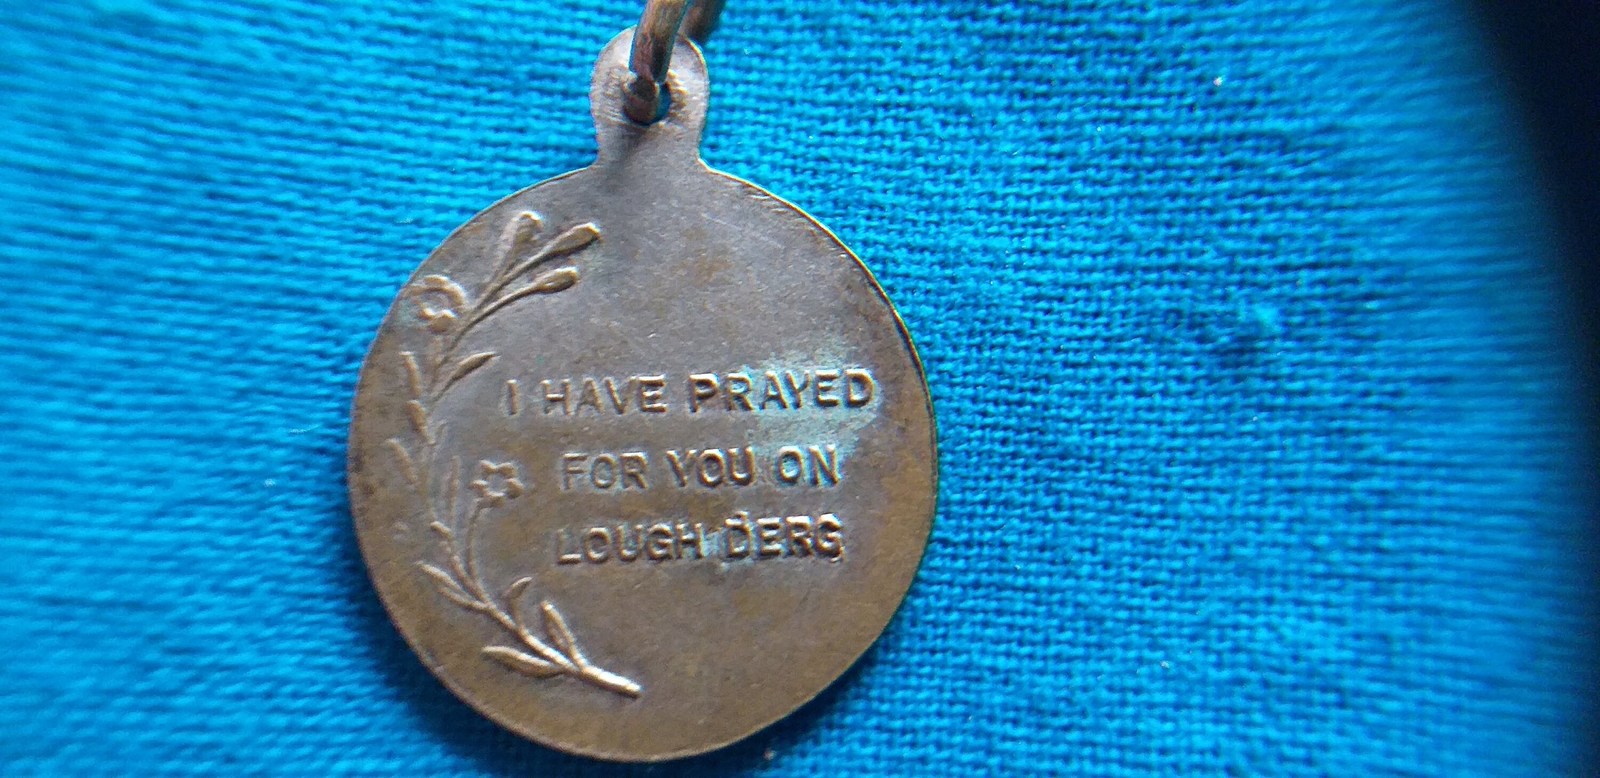 I HAVE PRAYED
FOR YOU ON
LOUGH DERG